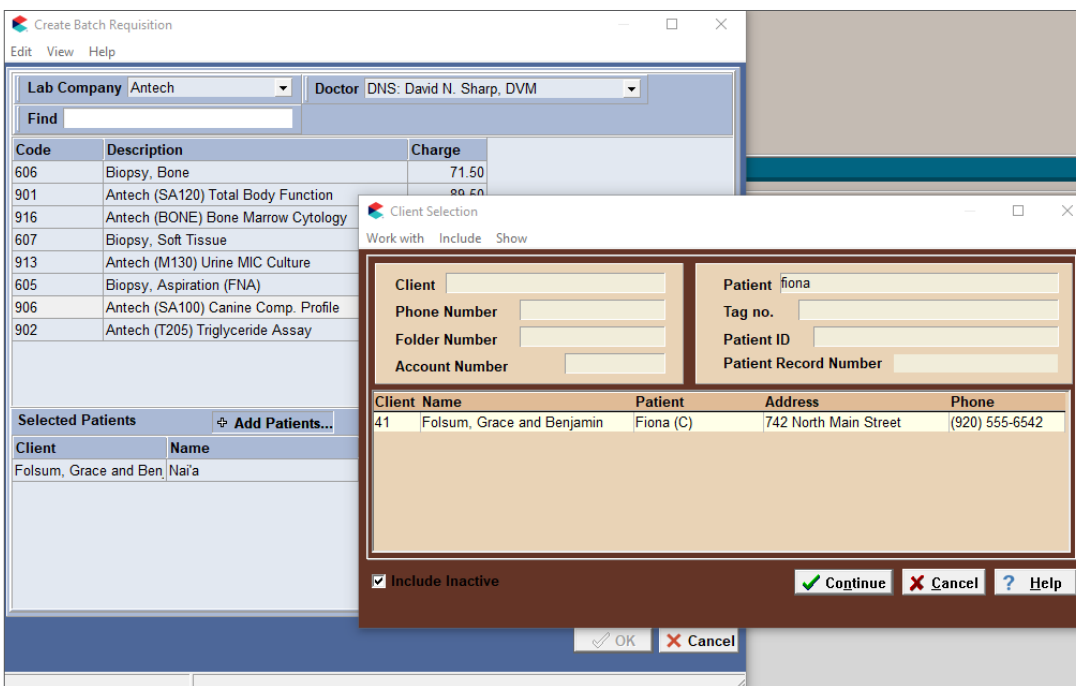 Create Batch Requisition
Edit View Help
Lab Company Antech Doctor DNS: David N. Sharp, DVM
Find
Code Description Charge
606 Biopsy, Bone 71.50
901 Antech (SA120) Total Body Function 89.50
916 Antech (BONE) Bone Marrow Cytology
607 Biopsy, Soft Tissue
913 Antech (M130) Urine MIC Culture
605 Biopsy, Aspiration (FNA)
906 Antech (SA100) Canine Comp. Profile
902 Antech (T205) Triglyceride Assay
Selected Patients Add Patients...
Client Name
Folsum, Grace and Ben Nai'a
OK Cancel
Client Selection
Work with Include Show
Client Patient fiona
Phone Number Tag no.
Folder Number Patient ID
Account Number Patient Record Number
Client Name Patient Address Phone
41 Folsum, Grace and Benjamin Fiona (C) 742 North Main Street (920) 555-6542
Include Inactive Continue Cancel ? Help